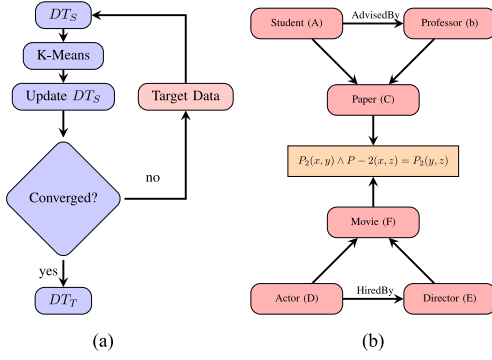 DT_S
K-Means
Update DT_S
Target Data
Converged?
no
yes
DT_T
(a)
Student (A)
AdvisedBy
Professor (b)
Paper (C)
P_2(x, y) ∧ P − 2(x, z) = P_2(y, z)
Movie (F)
Actor (D)
HiredBy
Director (E)
(b)